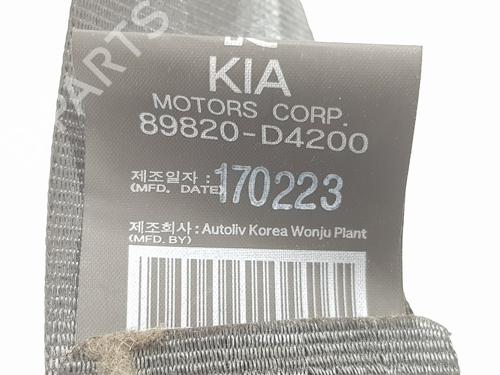 KIA
MOTORS CORP.
89820-D4200
제조일자 : 170223
(MFD. DATE)
제조회사 : Autoliv Korea Wonju Plant
(MFD. BY)